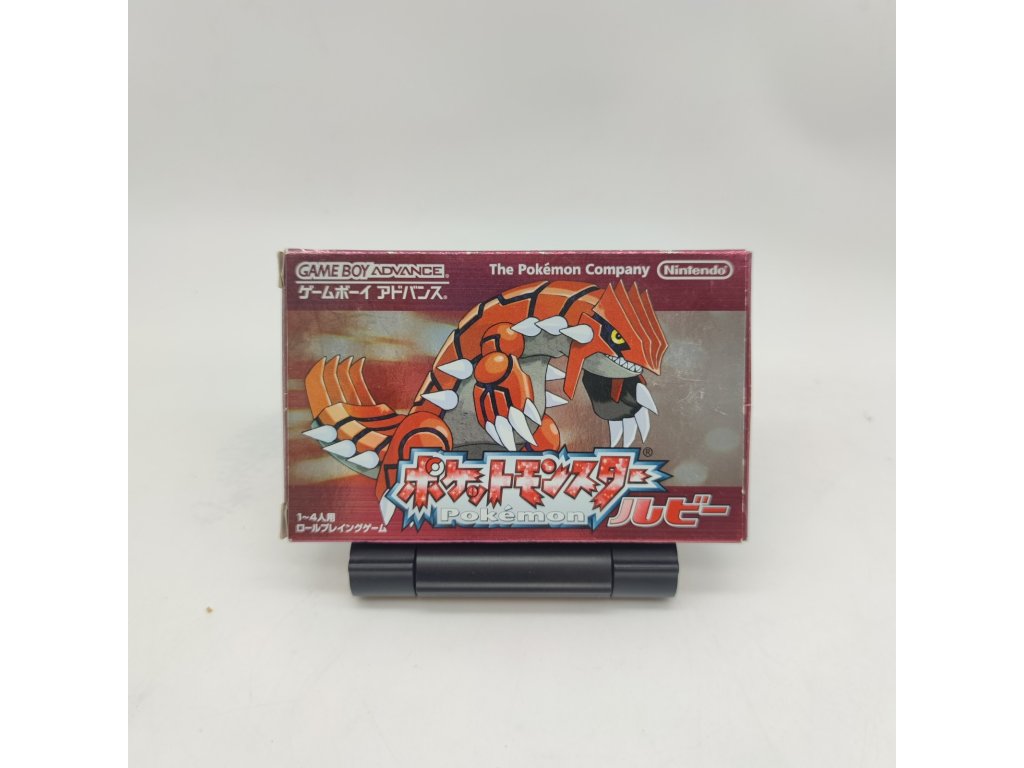 GAME BOY ADVANCE®
The Pokémon Company
Nintendo®
ゲームボーイ アドバンス®
ポケットモンスター®
Pokémon
ルビー
1〜4人用
ロールプレイングゲーム